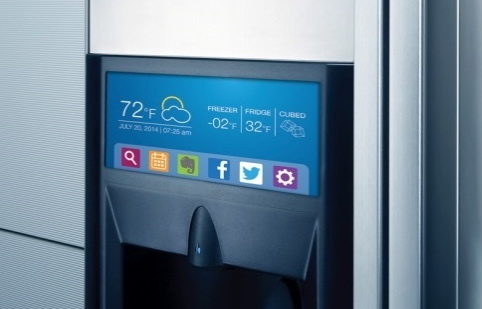 72°F
JULY 20, 2014 | 07:25 am
FREEZER
-02°F
FRIDGE
32°F
CUBED